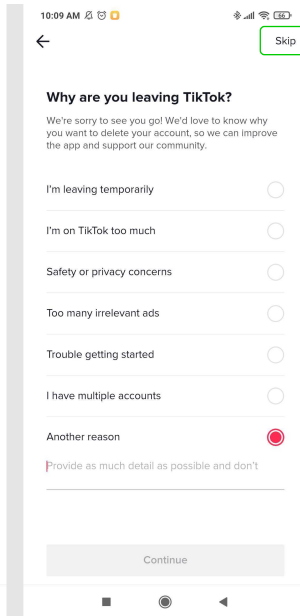 10:09 AM
66
Skip
Why are you leaving TikTok?
We're sorry to see you go! We'd love to know why
you want to delete your account, so we can improve
the app and support our community.
I'm leaving temporarily
I'm on TikTok too much
Safety or privacy concerns
Too many irrelevant ads
Trouble getting started
I have multiple accounts
Another reason
Provide as much detail as possible and don't
Continue